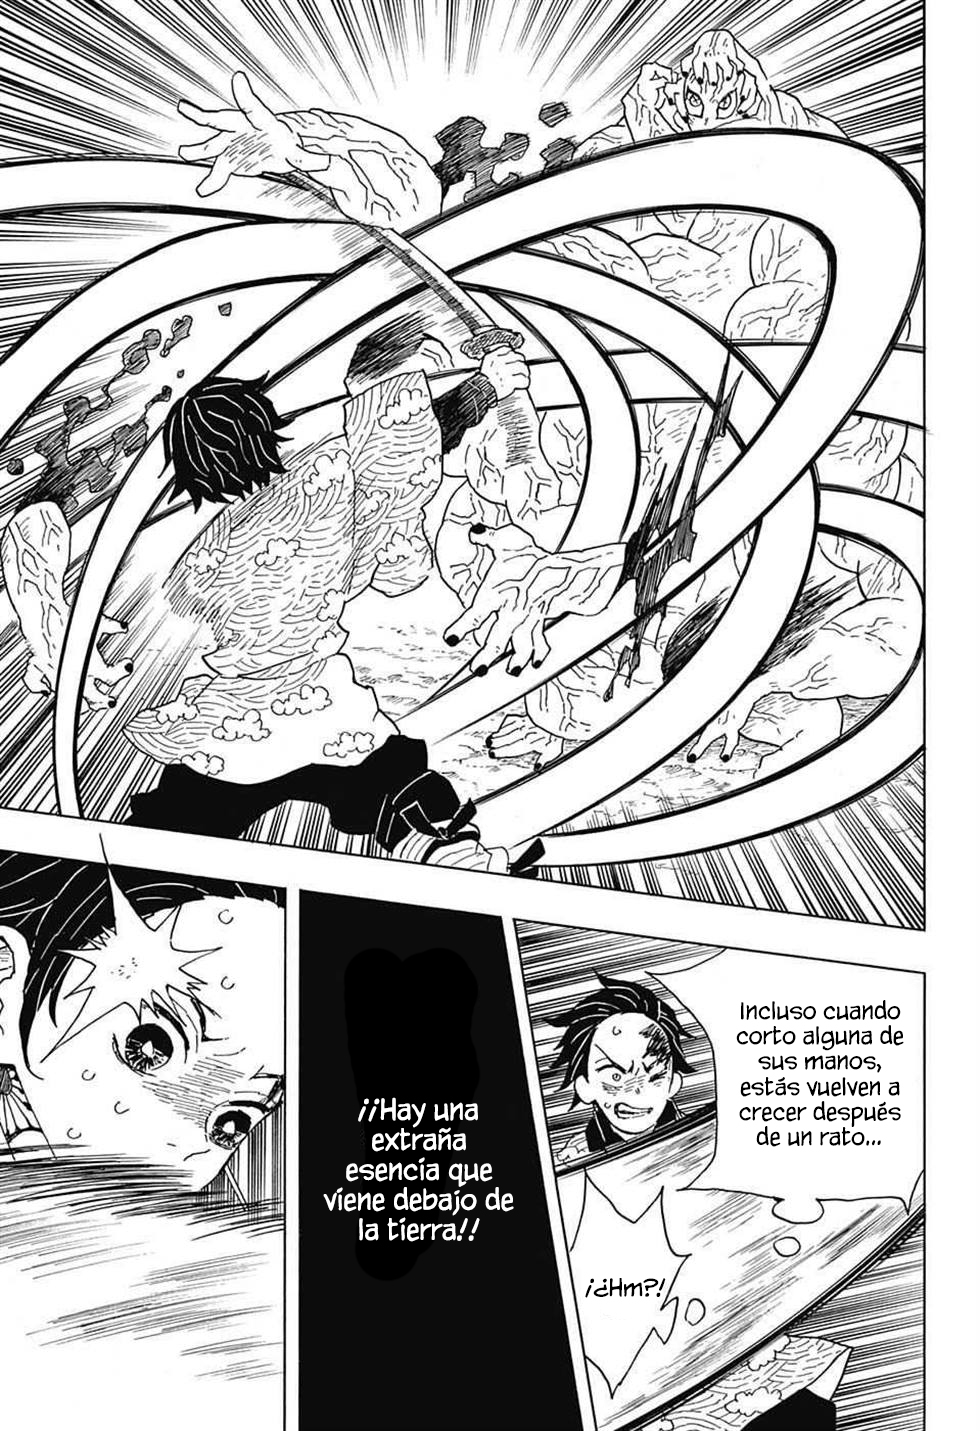 Incluso cuando
corto alguna de
sus manos,
estás vuelven a
crecer después
de un rato...
¡¿Hm?!
¡¡Hay una
extraña
esencia que
viene debajo de
la tierra!!